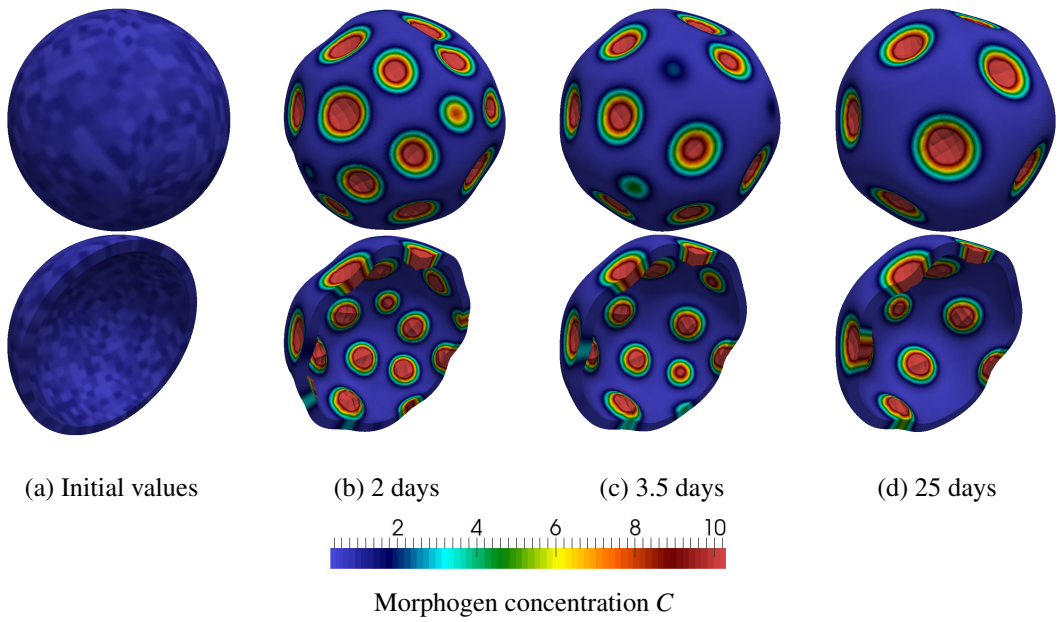 (a) Initial values (b) 2 days (c) 3.5 days (d) 25 days
2 4 6 8 10
Morphogen concentration C